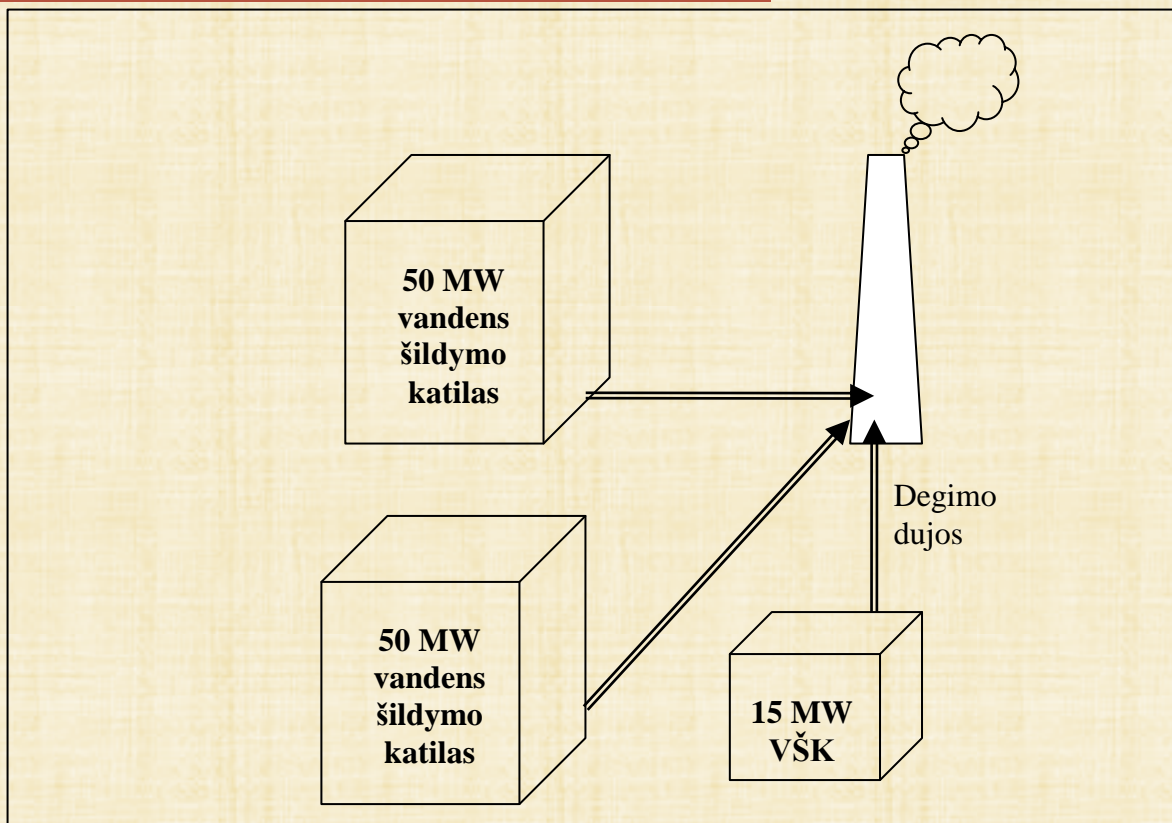 50 MW
vandens
šildymo
katilas
Degimo
dujos
50 MW
vandens
šildymo
katilas
15 MW
VŠK